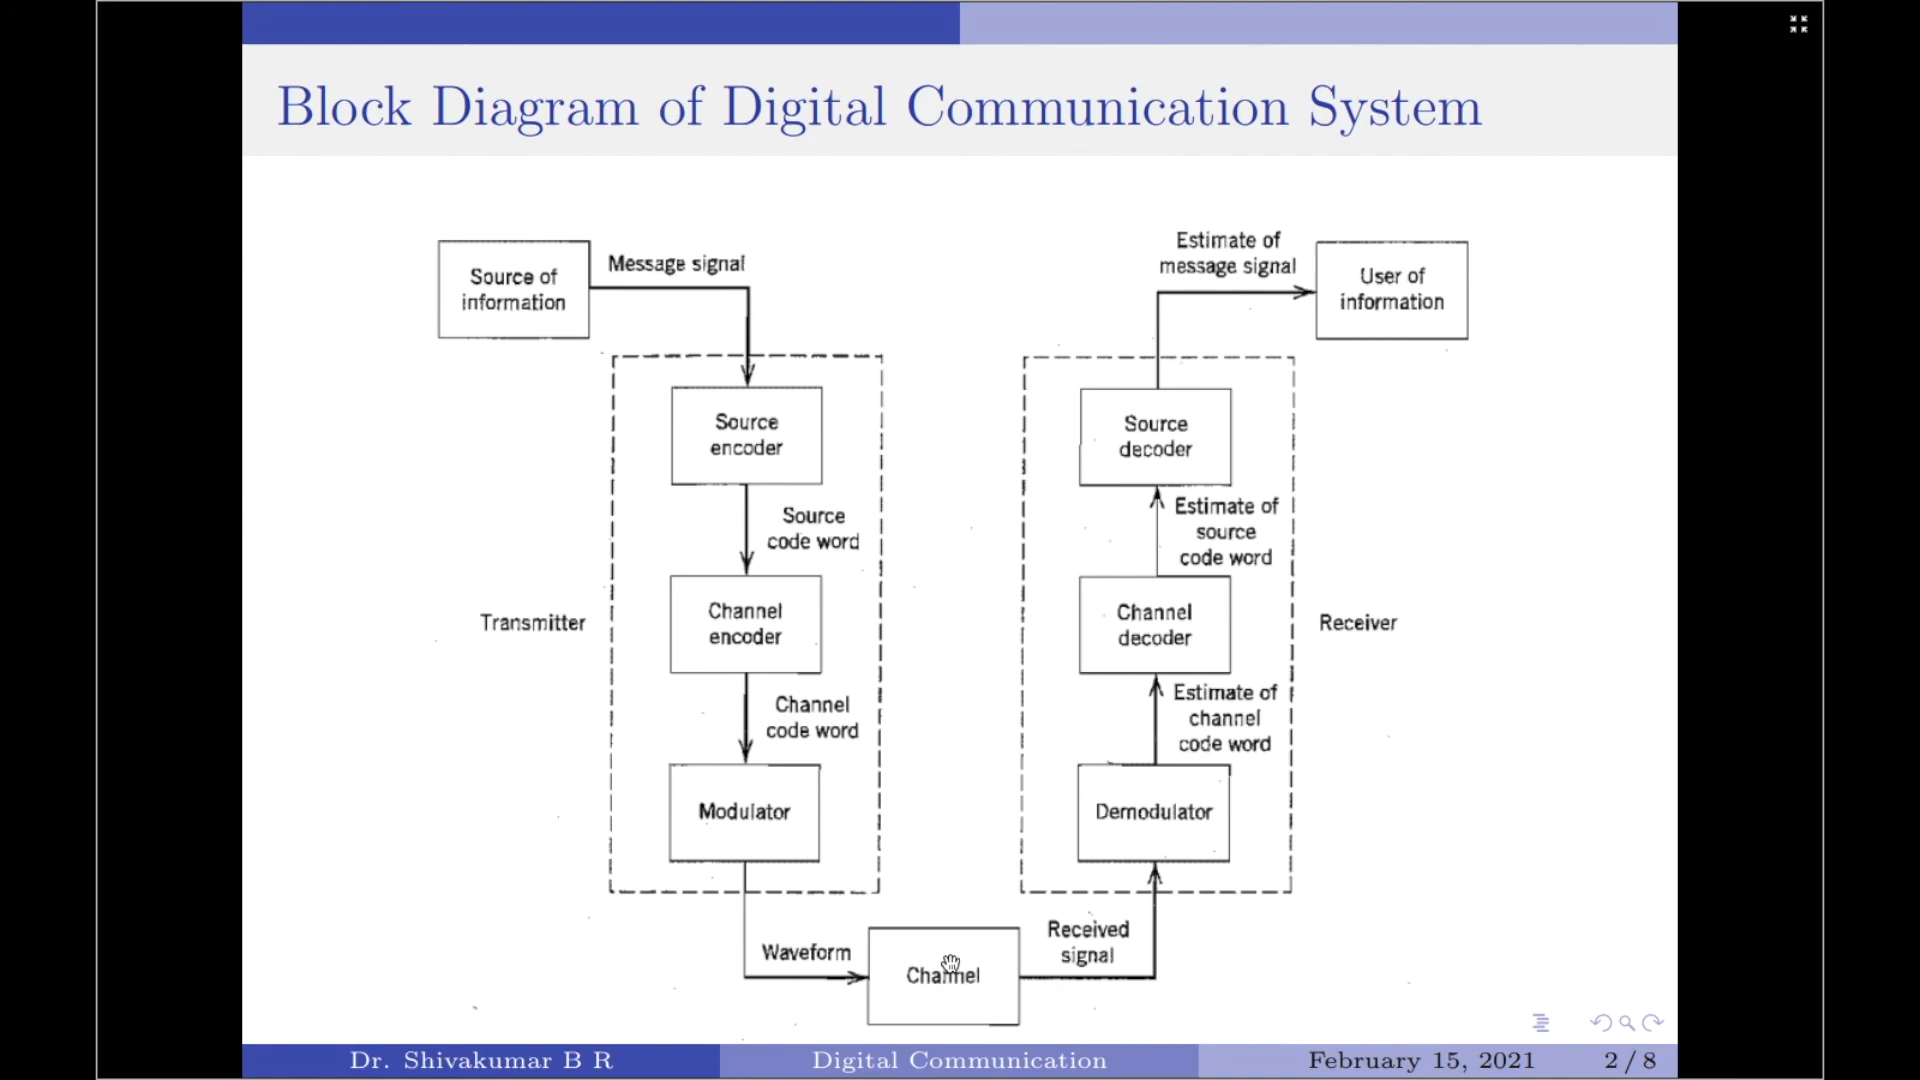 Block Diagram of Digital Communication System
Source of
information
Message signal
Estimate of
message signal
User of
information
Source
encoder
Source
code word
Channel
encoder
Channel
code word
Modulator
Transmitter
Waveform
Channel
Received
signal
Demodulator
Estimate of
channel
code word
Channel
decoder
Estimate of
source
code word
Source
decoder
Receiver
Dr. Shivakumar B R
Digital Communication
February 15, 2021
2 / 8